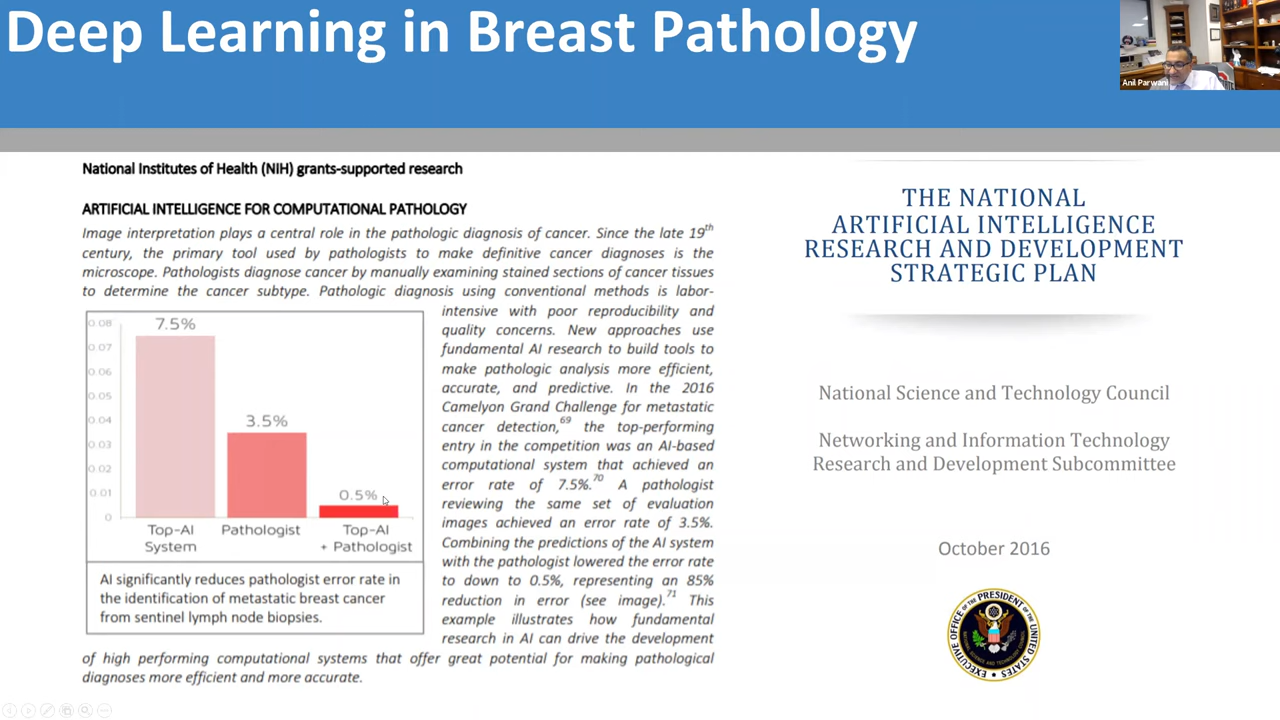 Deep Learning in Breast Pathology
Anil Parwani
National Institutes of Health (NIH) grants-supported research
ARTIFICIAL INTELLIGENCE FOR COMPUTATIONAL PATHOLOGY
Image interpretation plays a central role in the pathologic diagnosis of cancer. Since the late 19th
century, the primary tool used by pathologists to make definitive cancer diagnoses is the
microscope. Pathologists diagnose cancer by manually examining stained sections of cancer tissues
to determine the cancer subtype. Pathologic diagnosis using conventional methods is labor-
intensive with poor reproducibility and
quality concerns. New approaches use
fundamental AI research to build tools to
make pathologic analysis more efficient,
accurate, and predictive. In the 2016
Camelyon Grand Challenge for metastatic
cancer detection,69 the top-performing
entry in the competition was an AI-based
computational system that achieved an
error rate of 7.5%.70 A pathologist
reviewing the same set of evaluation
images achieved an error rate of 3.5%.
Combining the predictions of the AI system
with the pathologist lowered the error rate
to down to 0.5%, representing an 85%
reduction in error (see image).71 This
example illustrates how fundamental
research in AI can drive the development
of high performing computational systems that offer great potential for making pathological
diagnoses more efficient and more accurate.
0.08
0.07
0.06
0.05
0.04
0.03
0.02
0.01
0
7.5%
3.5%
0.5%
Top-AI
System
Pathologist
Top-AI
+ Pathologist
AI significantly reduces pathologist error rate in
the identification of metastatic breast cancer
from sentinel lymph node biopsies.
THE NATIONAL
ARTIFICIAL INTELLIGENCE
RESEARCH AND DEVELOPMENT
STRATEGIC PLAN
National Science and Technology Council
Networking and Information Technology
Research and Development Subcommittee
October 2016
EXECUTIVE OFFICE OF THE PRESIDENT OF THE UNITED STATES